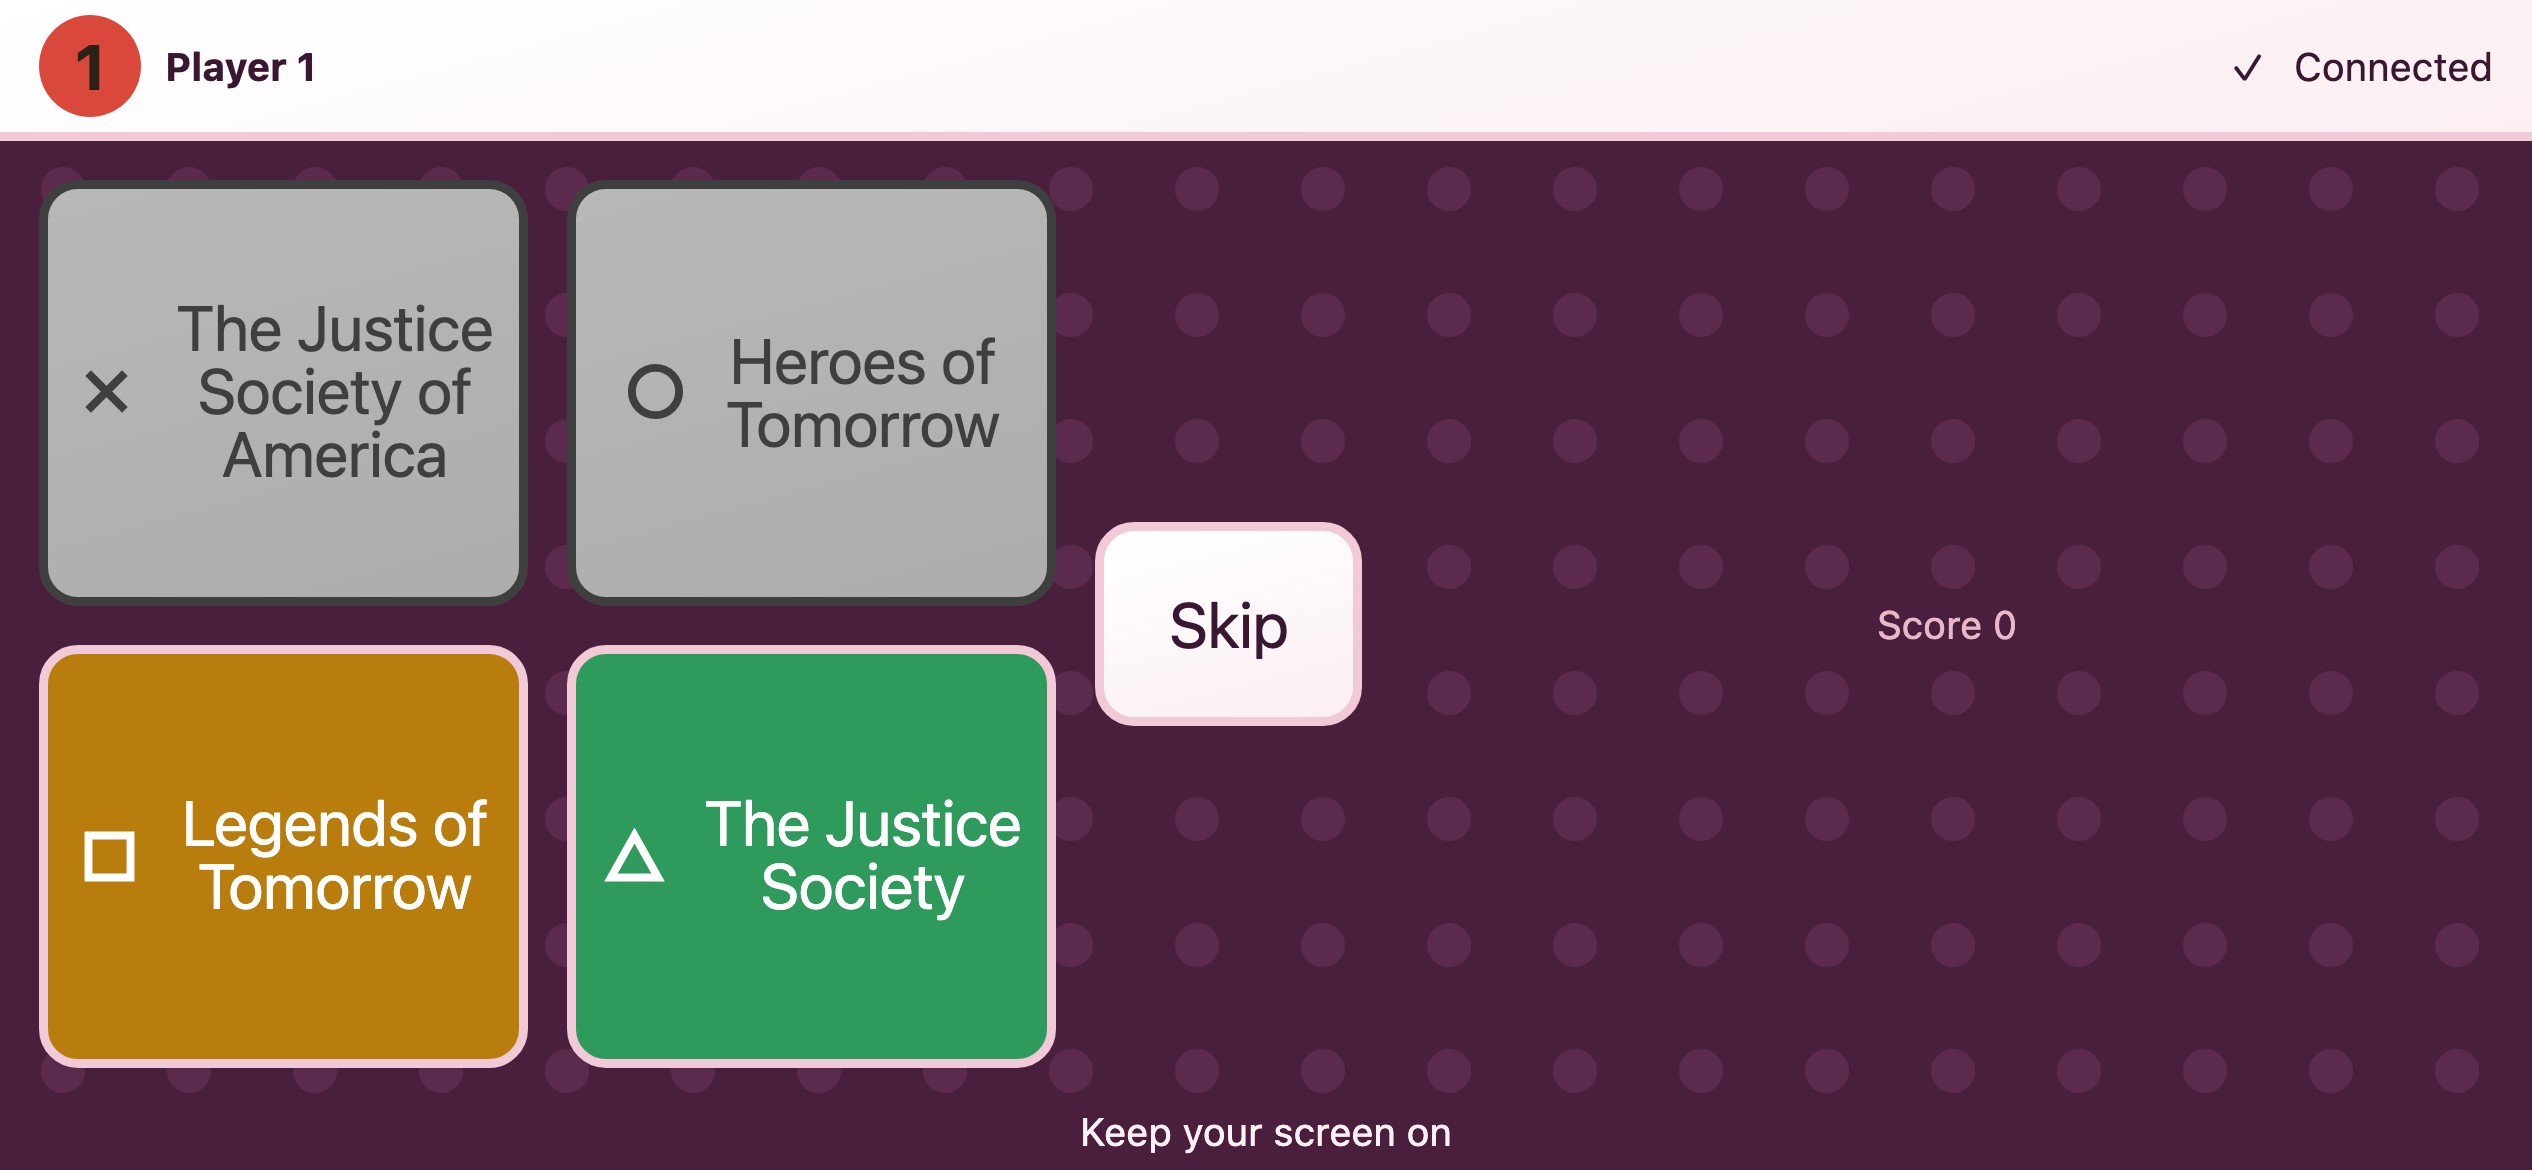 1 Player 1
Connected
The Justice
Society of
America
Heroes of
Tomorrow
Legends of
Tomorrow
The Justice
Society
Skip
Score 0
Keep your screen on